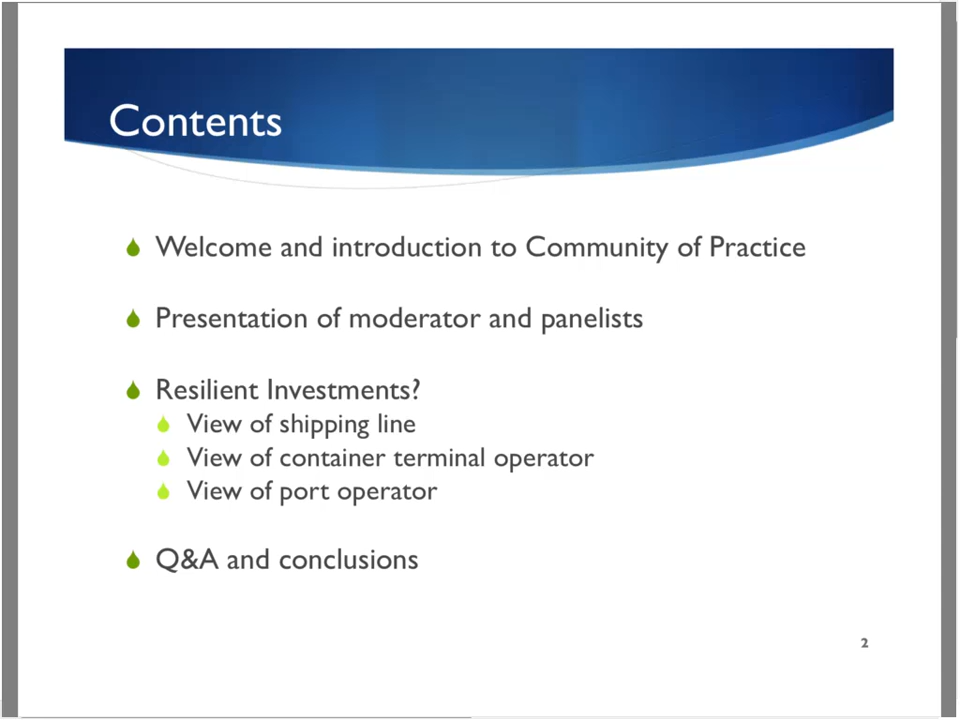 Contents
Welcome and introduction to Community of Practice
Presentation of moderator and panelists
Resilient Investments?
View of shipping line
View of container terminal operator
View of port operator
Q&A and conclusions
2